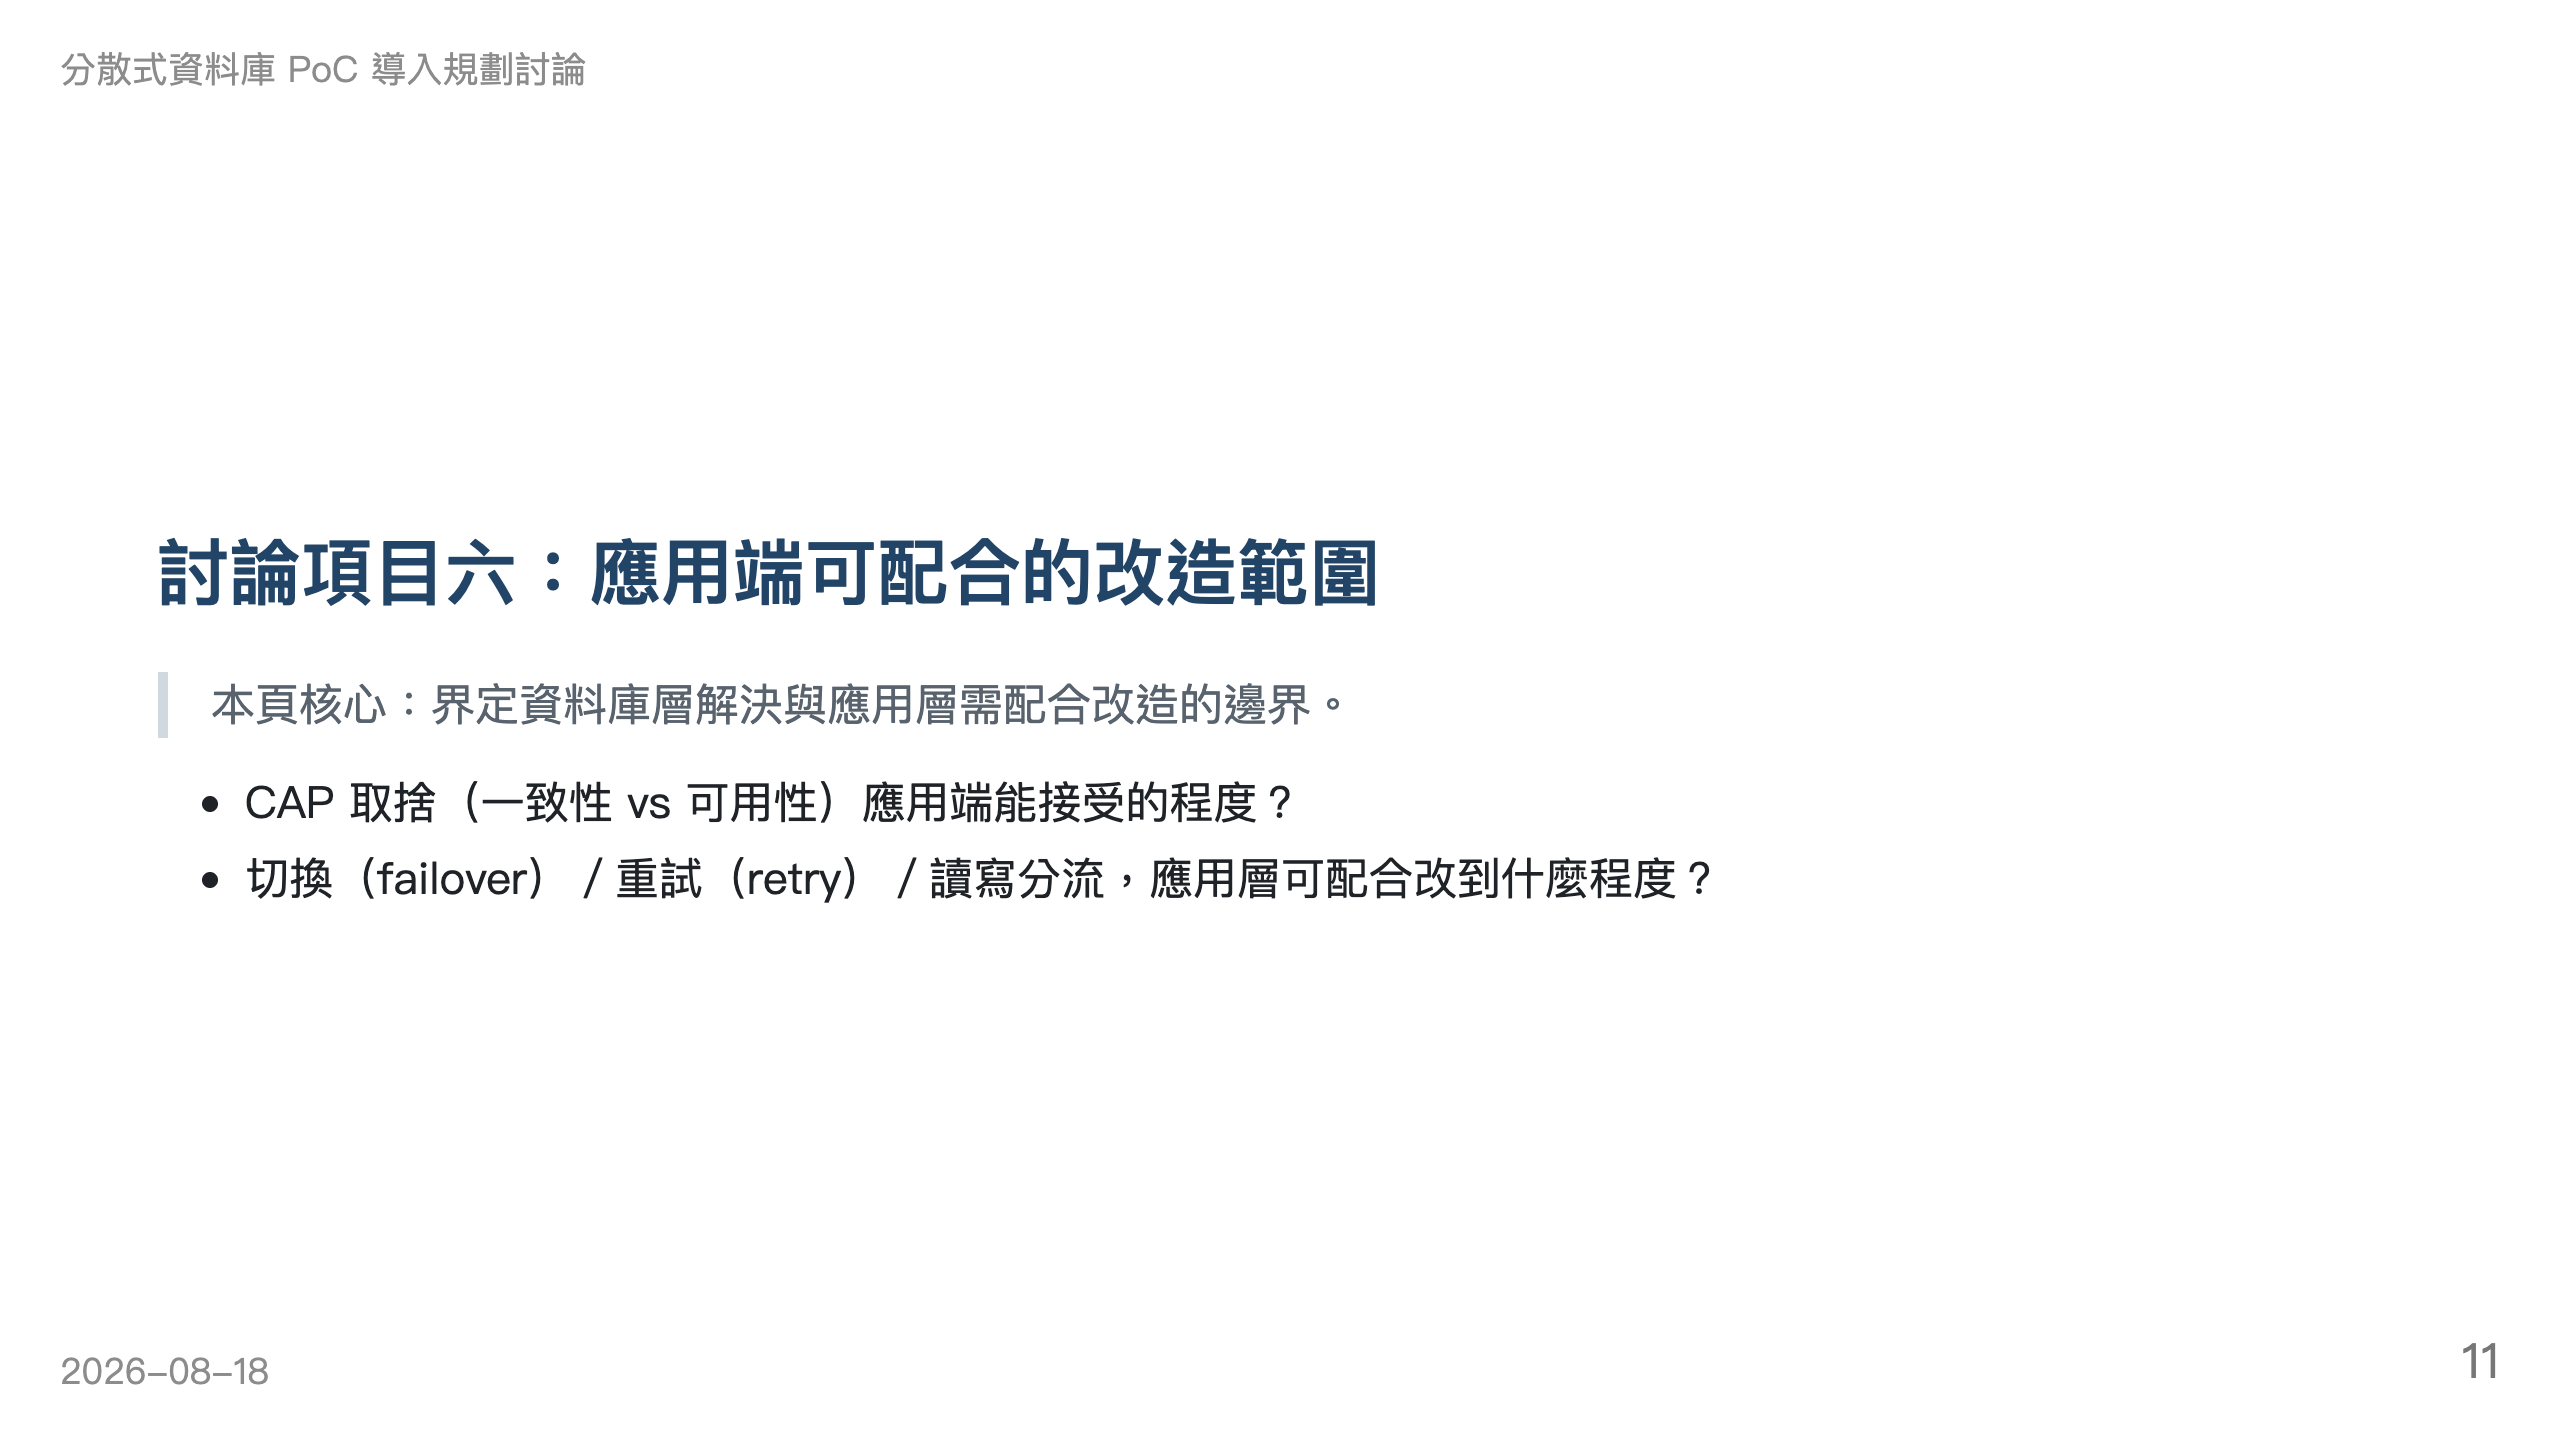 分散式資料庫 PoC 導入規劃討論
討論項目六：應用端可配合的改造範圍
本頁核心：界定資料庫層解決與應用層需配合改造的邊界。
• CAP 取捨（一致性 vs 可用性）應用端能接受的程度？
• 切換（failover） / 重試（retry） / 讀寫分流，應用層可配合改到什麼程度？
2026-08-18
11